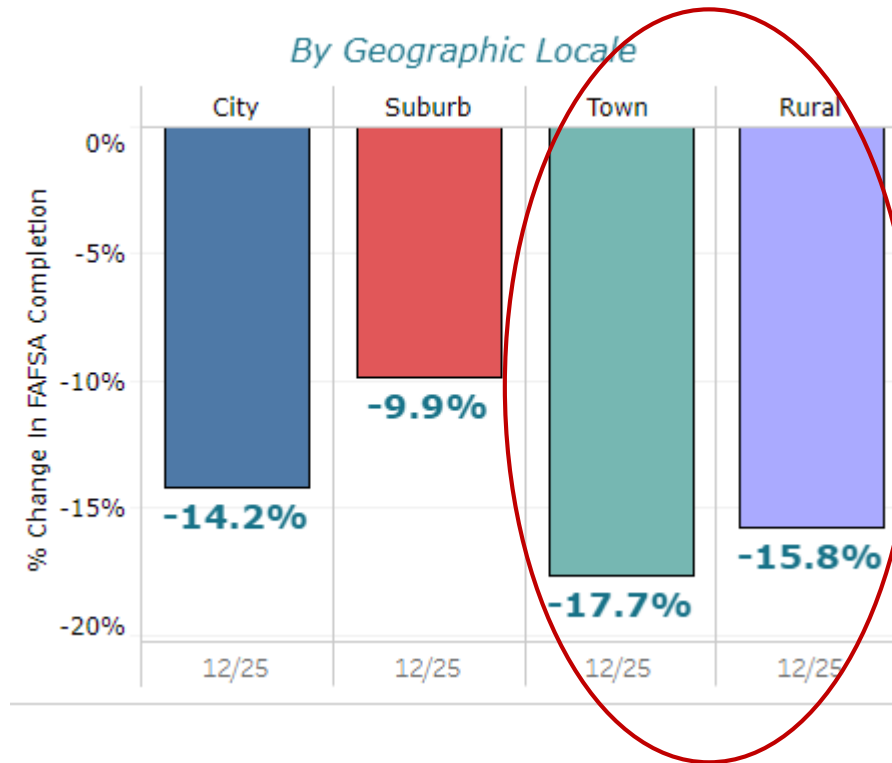 By Geographic Locale
City Suburb Town Rural
% Change In FAFSA Completion
0%
-5%
-10%
-15%
-20%
-14.2%
-9.9%
-17.7%
-15.8%
12/25 12/25 12/25 12/25